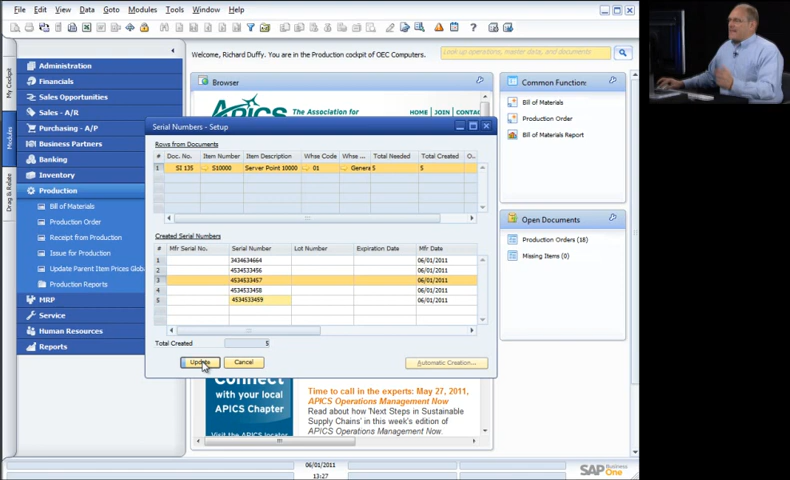 File Edit View Data Goto Modules Tools Window Help
Welcome, Richard Duffy. You are in the Production cockpit of OEC Computers.
Look up operations, master data, and documents
My Cockpit
Modules
Drag & Relate
Administration
Financials
Sales Opportunities
Sales - A/R
Purchasing - A/P
Business Partners
Banking
Inventory
Production
Bill of Materials
Production Order
Receipt from Production
Issue for Production
Update Parent Item Prices Glob
Production Reports
MRP
Service
Human Resources
Reports
Browser
APICS The Association for
HOME JOIN CONTAC
Serial Numbers - Setup
Rows from Documents
# Doc. No. Item Number Item Description Whse Code Whse ... Total Needed Total Created O..
1 SI 135 S10000 Server Point 10000 01 Genera 5 5
Created Serial Numbers
# Mfr Serial No. Serial Number Lot Number Expiration Date Mfr Date
1 3434634664 06/01/2011
2 4534533456 06/01/2011
3 4534533457 06/01/2011
4 4534533458 06/01/2011
5 4534533459 06/01/2011
Total Created 5
Update Cancel Automatic Creation...
Connect
with your local
APICS Chapter
Visit the APICS locator
Time to call in the experts: May 27, 2011,
APICS Operations Management Now
Read about how 'Next Steps in Sustainable
Supply Chains' in this week's edition of
APICS Operations Management Now.
Common Function:
Bill of Materials
Production Order
Bill of Materials Report
Open Documents
Production Orders (18)
Missing Items (0)
06/01/2011
13:27
SAP Business One